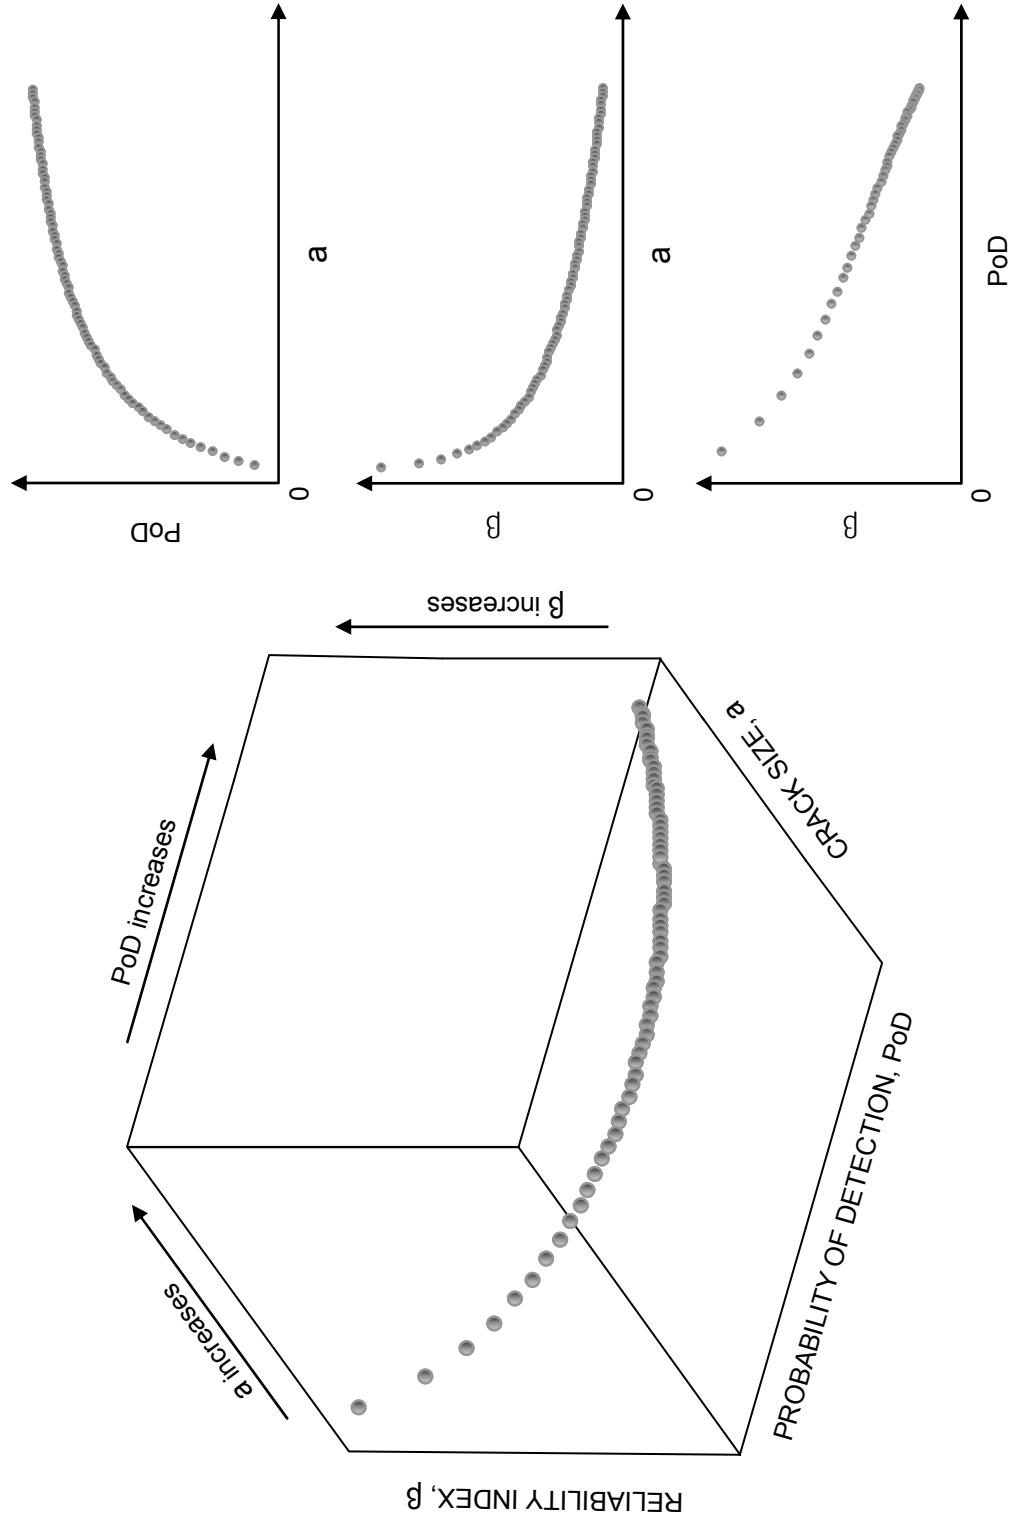 PoD
0
a
β
0
a
β
0
PoD
PoD increases
β increases
a increases
RELIABILITY INDEX, β
PROBABILITY OF DETECTION, PoD
CRACK SIZE, a